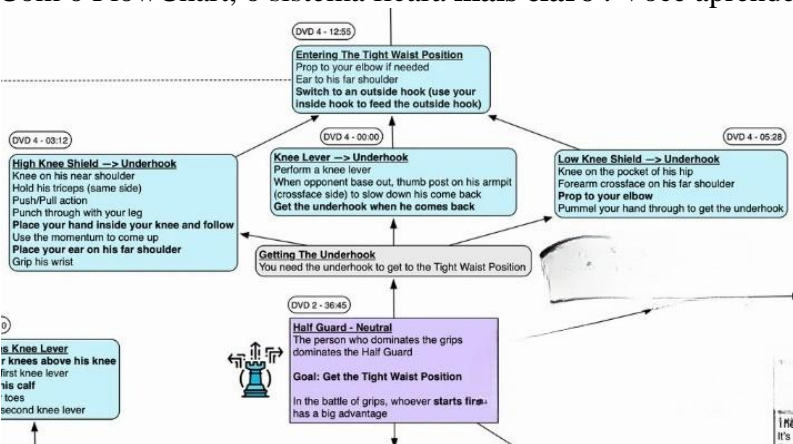 DVD 4 - 12:55
Entering The Tight Waist Position
Prop to your elbow if needed
Ear to his far shoulder
Switch to an outside hook (use your
inside hook to feed the outside hook)
DVD 4 - 03:12
High Knee Shield —> Underhook
Knee on his near shoulder
Hold his triceps (same side)
Push/Pull action
Punch through with your leg
Place your hand inside your knee and follow
Use the momentum to come up
Place your ear on his far shoulder
Grip his wrist
DVD 4 - 00:00
Knee Lever —> Underhook
Perform a knee lever
When opponent base out, thumb post on his armpit
(crossface side) to slow down his come back
Get the underhook when he comes back
DVD 4 - 05:28
Low Knee Shield —> Underhook
Knee on the pocket of his hip
Forearm crossface on his far shoulder
Prop to your elbow
Pummel your hand through to get the underhook
Getting The Underhook
You need the underhook to get to the Tight Waist Position
DVD 2 - 36:45
Half Guard - Neutral
The person who dominates the grips
dominates the Half Guard
Goal: Get the Tight Waist Position
In the battle of grips, whoever starts first
has a big advantage
Knee Lever
knees above his knee
first knee lever
his calf
toes
second knee lever
It's